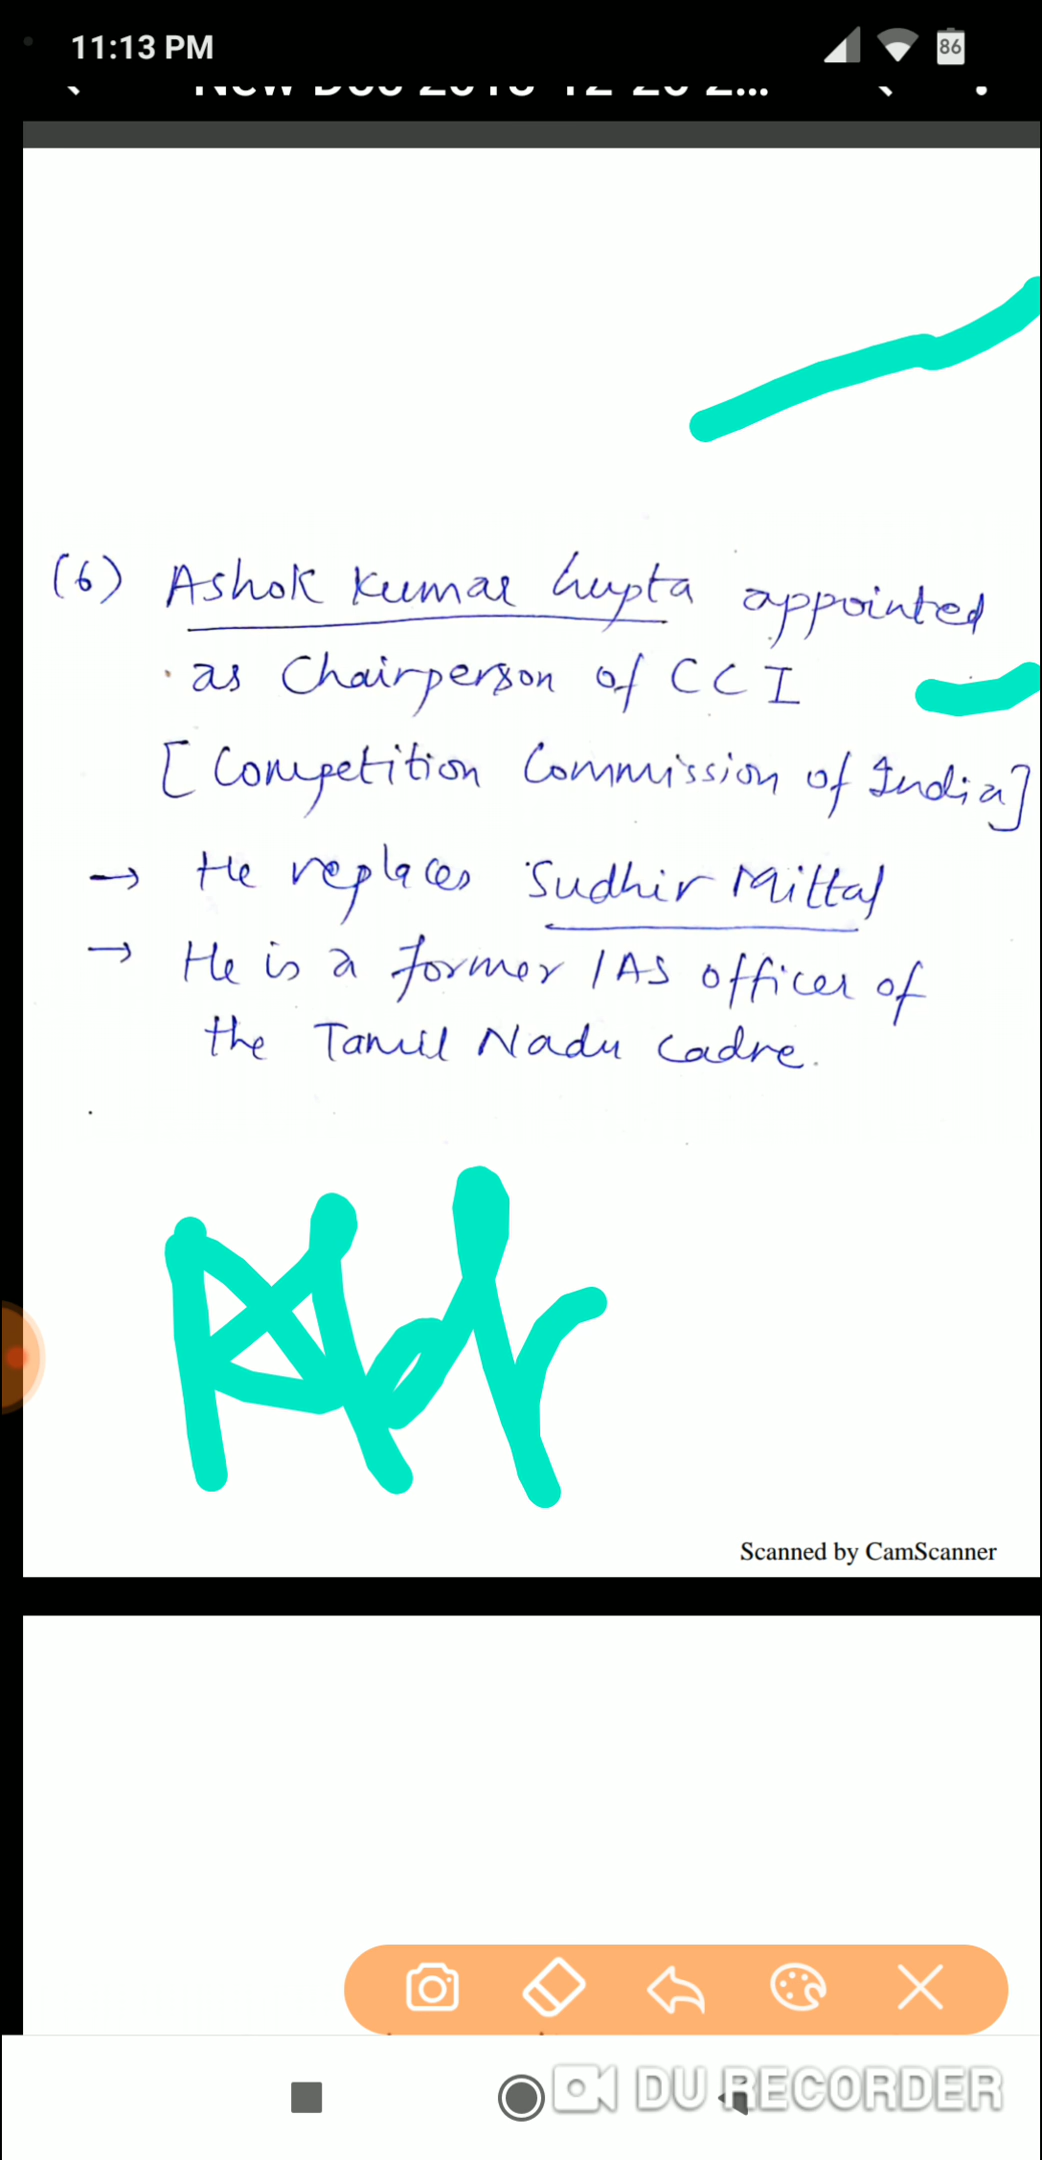 11:13 PM
86
(6) Ashok Kumar Gupta appointed
as Chairperson of CCI
[Competition Commission of India]
→ He replaces Sudhir Mittal
→ He is a former IAS officer of
the Tamil Nadu cadre.
Scanned by CamScanner
DU RECORDER